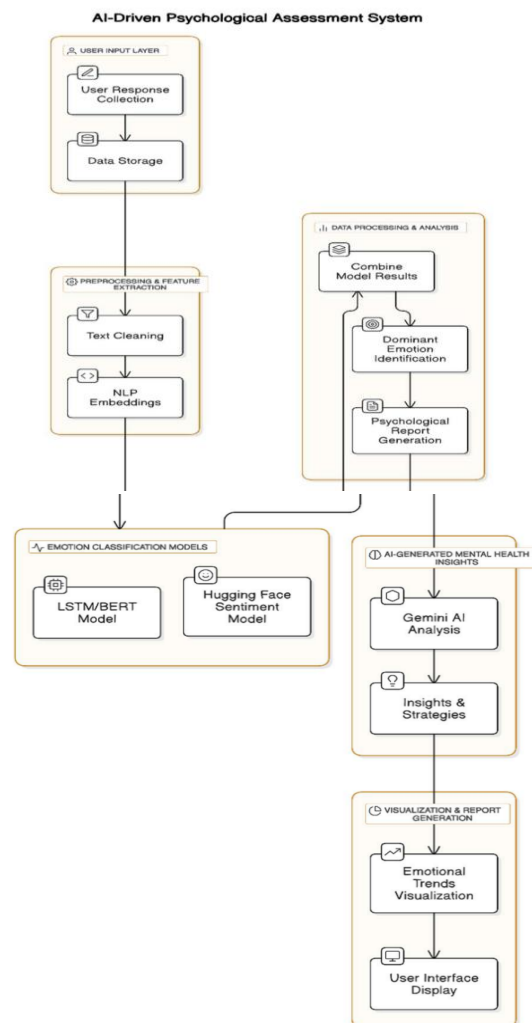 AI-Driven Psychological Assessment System
USER INPUT LAYER
User Response
Collection
Data Storage
PREPROCESSING & FEATURE
EXTRACTION
Text Cleaning
NLP
Embeddings
DATA PROCESSING & ANALYSIS
Combine
Model Results
Dominant
Emotion
Identification
Psychological
Report
Generation
EMOTION CLASSIFICATION MODELS
LSTM/BERT
Model
Hugging Face
Sentiment
Model
AI-GENERATED MENTAL HEALTH
INSIGHTS
Gemini AI
Analysis
Insights &
Strategies
VISUALIZATION & REPORT
GENERATION
Emotional
Trends
Visualization
User Interface
Display